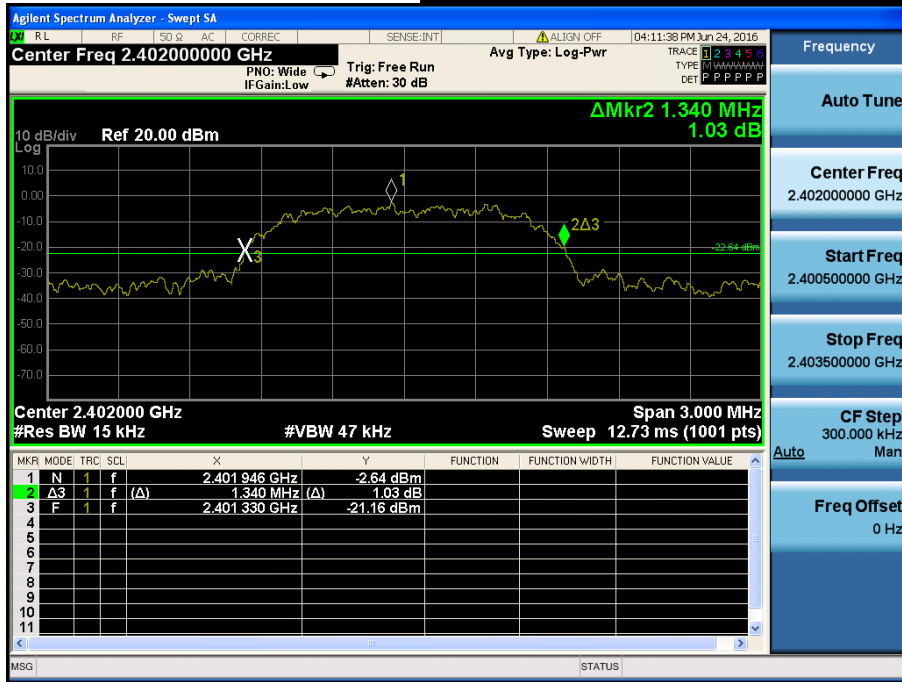 Agilent Spectrum Analyzer - Swept SA
LXI RL RF 50 Ω AC CORREC SENSE:INT ALIGN OFF 04:11:38 PM Jun 24, 2016
Center Freq 2.402000000 GHz
PNO: Wide
IFGain:Low
Trig: Free Run
#Atten: 30 dB
Avg Type: Log-Pwr
TRACE 1 2 3 4 5 6
TYPE M WWWWW
DET P P P P P P
ΔMkr2 1.340 MHz
1.03 dB
10 dB/div Ref 20.00 dBm
Log
10.0
0.00
-10.0
-20.0
-30.0
-40.0
-50.0
-60.0
-70.0
1
2Δ3
X3
-22.64 dBm
Center 2.402000 GHz Span 3.000 MHz
#Res BW 15 kHz #VBW 47 kHz Sweep 12.73 ms (1001 pts)
MKR MODE TRC SCL X Y FUNCTION FUNCTION WIDTH FUNCTION VALUE
1 N 1 f 2.401 946 GHz -2.64 dBm
2 Δ3 1 f (Δ) 1.340 MHz (Δ) 1.03 dB
3 F 1 f 2.401 330 GHz -21.16 dBm
4
5
6
7
8
9
10
11
MSG STATUS
Frequency
Auto Tune
Center Freq
2.402000000 GHz
Start Freq
2.400500000 GHz
Stop Freq
2.403500000 GHz
CF Step
300.000 kHz
Auto Man
Freq Offset
0 Hz